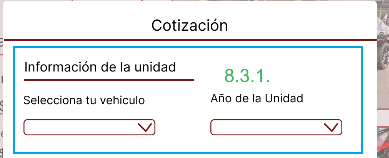 Cotización
Información de la unidad
8.3.1.
Selecciona tu vehiculo
Año de la Unidad